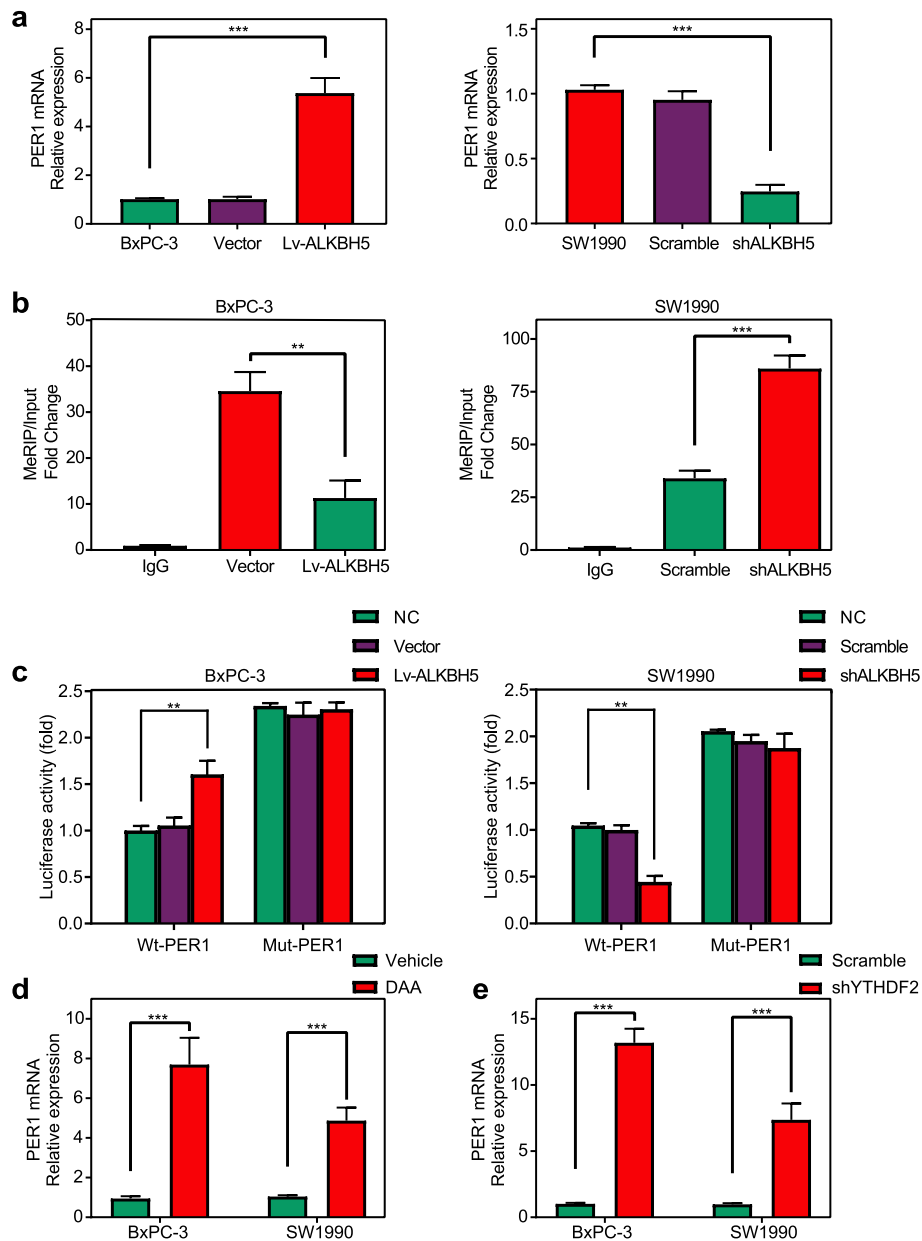 a
PER1 mRNA
Relative expression
8
6
4
2
0
***
BxPC-3
Vector
Lv-ALKBH5
PER1 mRNA
Relative expression
1.5
1.0
0.5
0.0
***
SW1990
Scramble
shALKBH5
b
BxPC-3
MeRIP/Input
Fold Change
50
40
30
20
10
0
**
IgG
Vector
Lv-ALKBH5
SW1990
MeRIP/Input
Fold Change
100
75
50
25
0
***
IgG
Scramble
shALKBH5
c
NC
Vector
Lv-ALKBH5
BxPC-3
Luciferase activity (fold)
2.5
2.0
1.5
1.0
0.5
0.0
**
Wt-PER1
Mut-PER1
NC
Scramble
shALKBH5
SW1990
Luciferase activity (fold)
2.5
2.0
1.5
1.0
0.5
0.0
**
Wt-PER1
Mut-PER1
d
Vehicle
DAA
PER1 mRNA
Relative expression
10
8
6
4
2
0
***
***
BxPC-3
SW1990
e
Scramble
shYTHDF2
PER1 mRNA
Relative expression
15
10
5
0
***
***
BxPC-3
SW1990